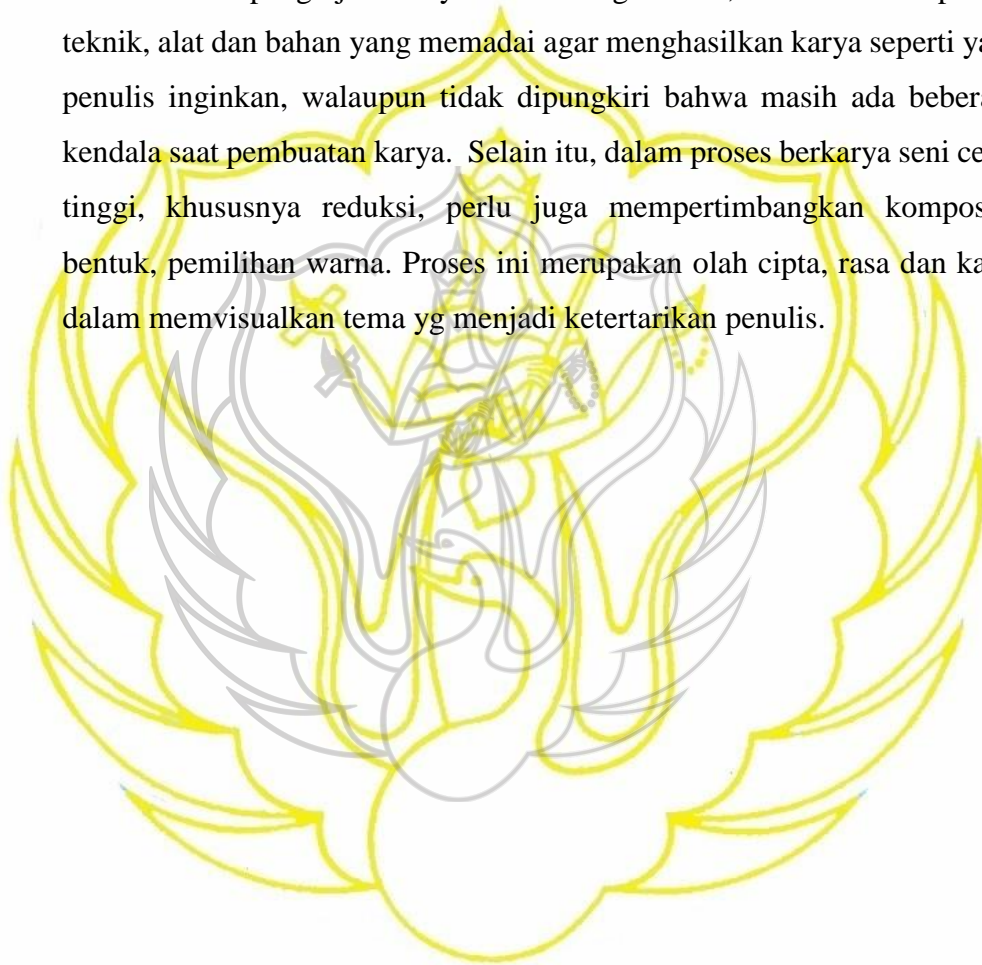 teknik, alat dan bahan yang memadai agar menghasilkan karya seperti
penulis inginkan, walaupun tidak dipungkiri bahwa masih ada
kendala saat pembuatan karya. Selain itu, dalam proses berkarya seni
tinggi, khususnya reduksi, perlu juga mempertimbangkan
bentuk, pemilihan warna. Proses ini merupakan olah cipta, rasa dan
dalam memvisualkan tema yg menjadi ketertarikan penulis.